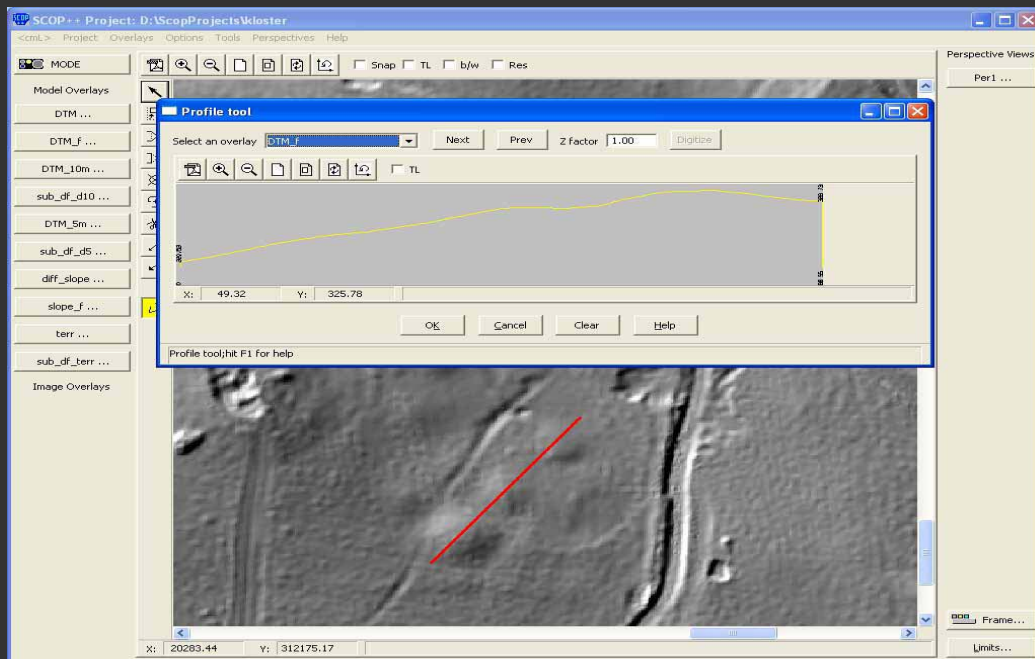 SCOP++ Project: D:\ScopProjects\kloster
<cmL> Project Overlays Options Tools Perspectives Help
MODE
Snap TL b/w Res
Perspective Views
Per1 ...
Model Overlays
DTM ...
DTM_f ...
DTM_10m ...
sub_df_d10 ...
DTM_5m ...
sub_df_d5 ...
diff_slope ...
slope_f ...
terr ...
sub_df_terr ...
Image Overlays
Profile tool
Select an overlay DTM_f Next Prev Z factor 1.00 Digitize
TL
X: 49.32 Y: 325.78
OK Cancel Clear Help
Profile tool;hit F1 for help
X: 20283.44 Y: 312175.17
Frame...
Limits...